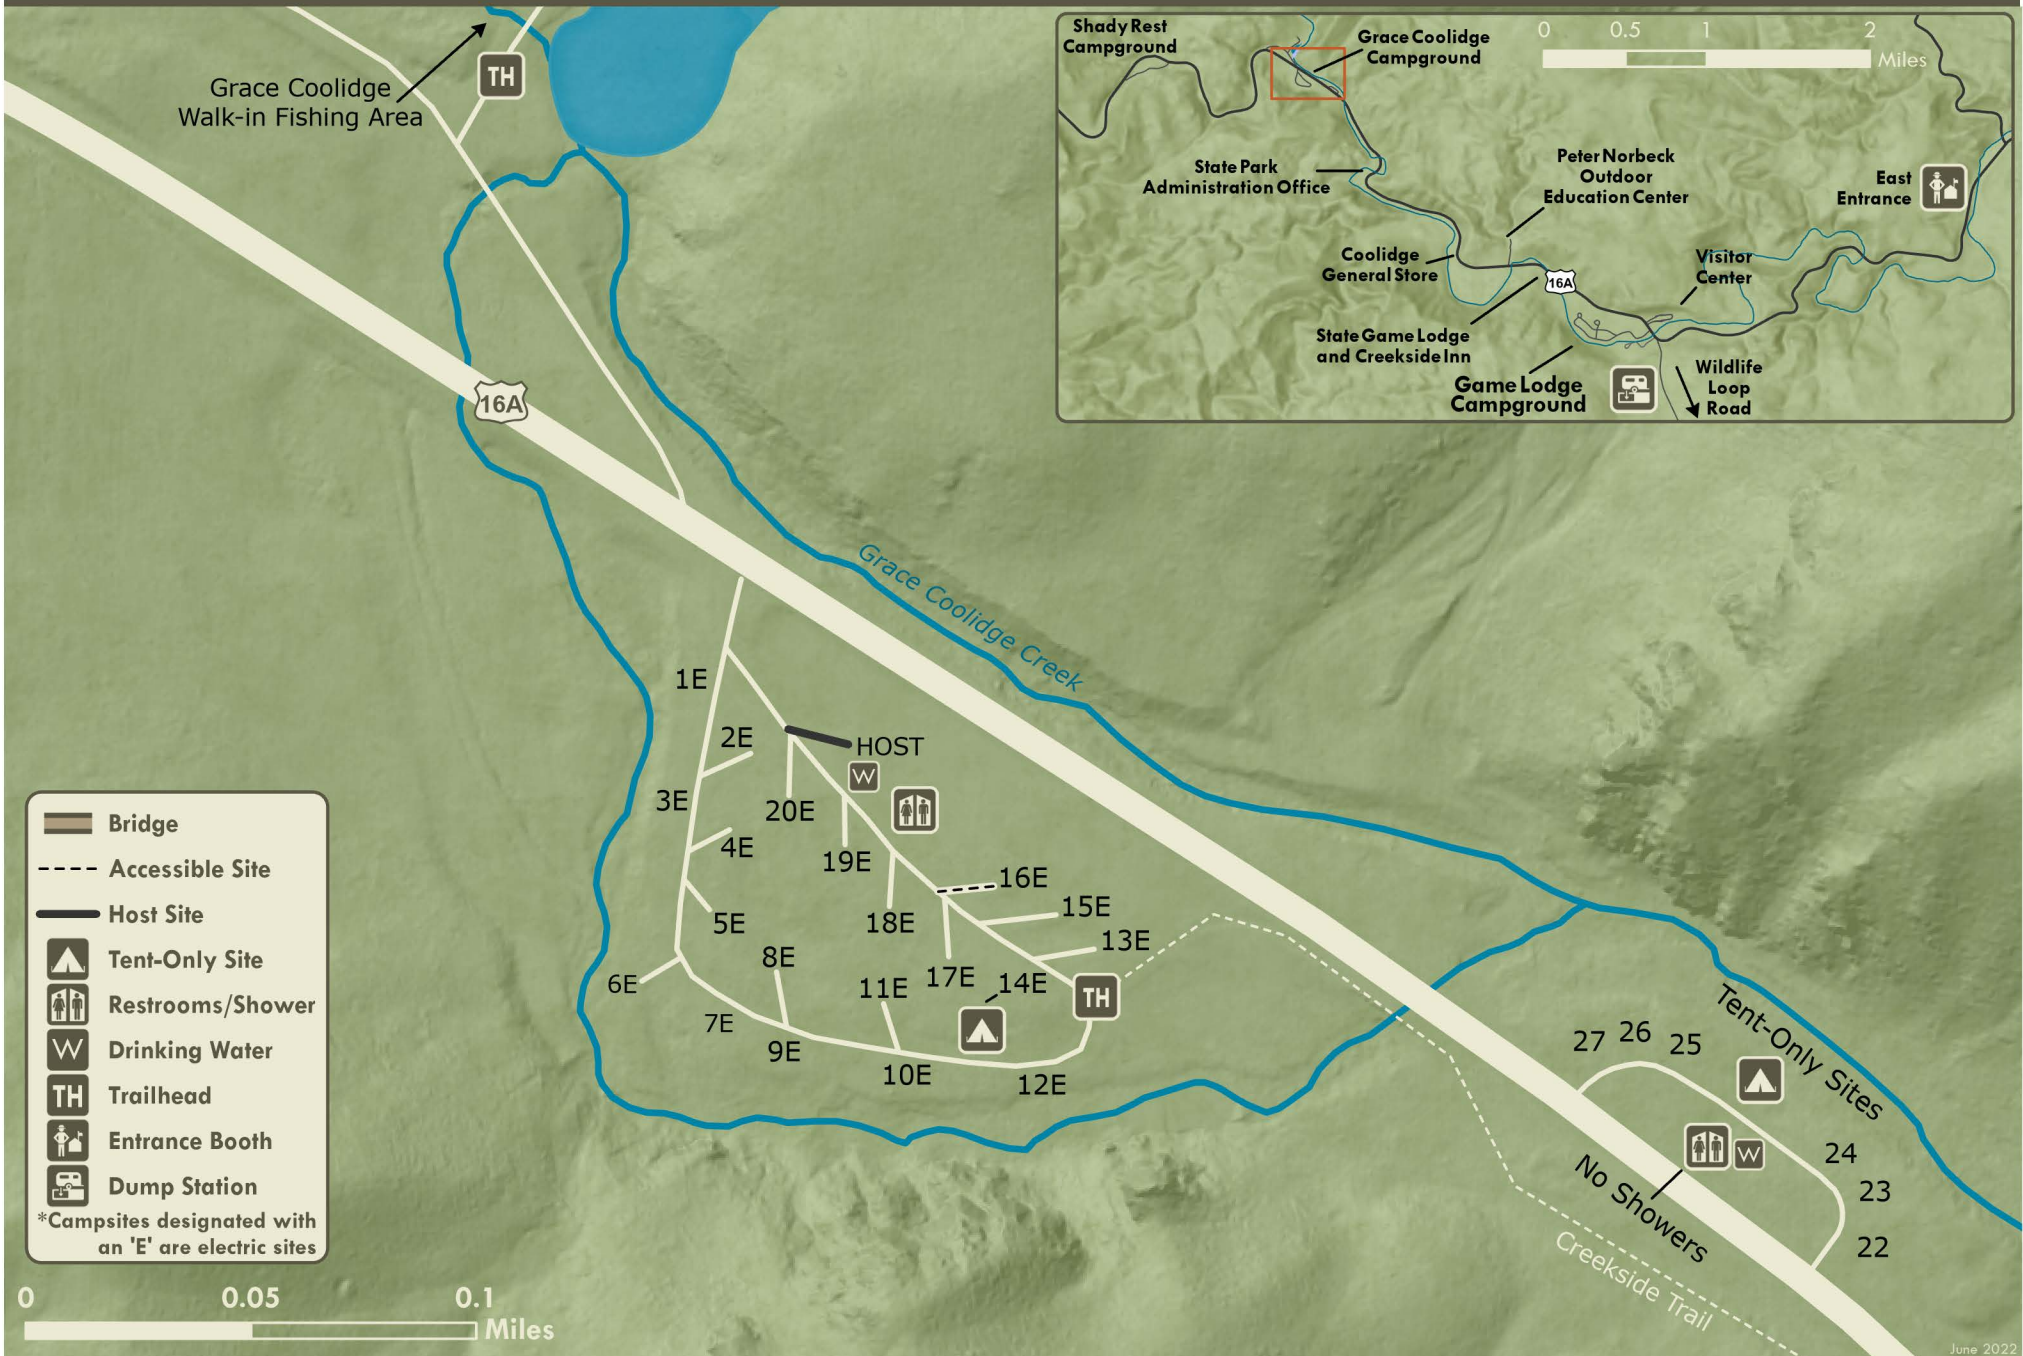 Grace Coolidge
Walk-in Fishing Area
TH
16A
Grace Coolidge Creek
Shady Rest
Campground
Grace Coolidge
Campground
0 0.5 1 2
Miles
State Park
Administration Office
Peter Norbeck
Outdoor
Education Center
East
Entrance
Coolidge
General Store
16A
Visitor
Center
State Game Lodge
and Creekside Inn
Game Lodge
Campground
Wildlife
Loop
Road
1E
2E
HOST
W
3E
20E
4E
19E
16E
5E
18E
15E
13E
8E
6E
11E
17E
14E
TH
7E
9E
10E
12E
27 26 25
Tent-Only Sites
24
W
23
22
No Showers
Creekside Trail
Bridge
Accessible Site
Host Site
Tent-Only Site
Restrooms/Shower
W Drinking Water
TH Trailhead
Entrance Booth
Dump Station
*Campsites designated with
an 'E' are electric sites
0 0.05 0.1
Miles
June 2022